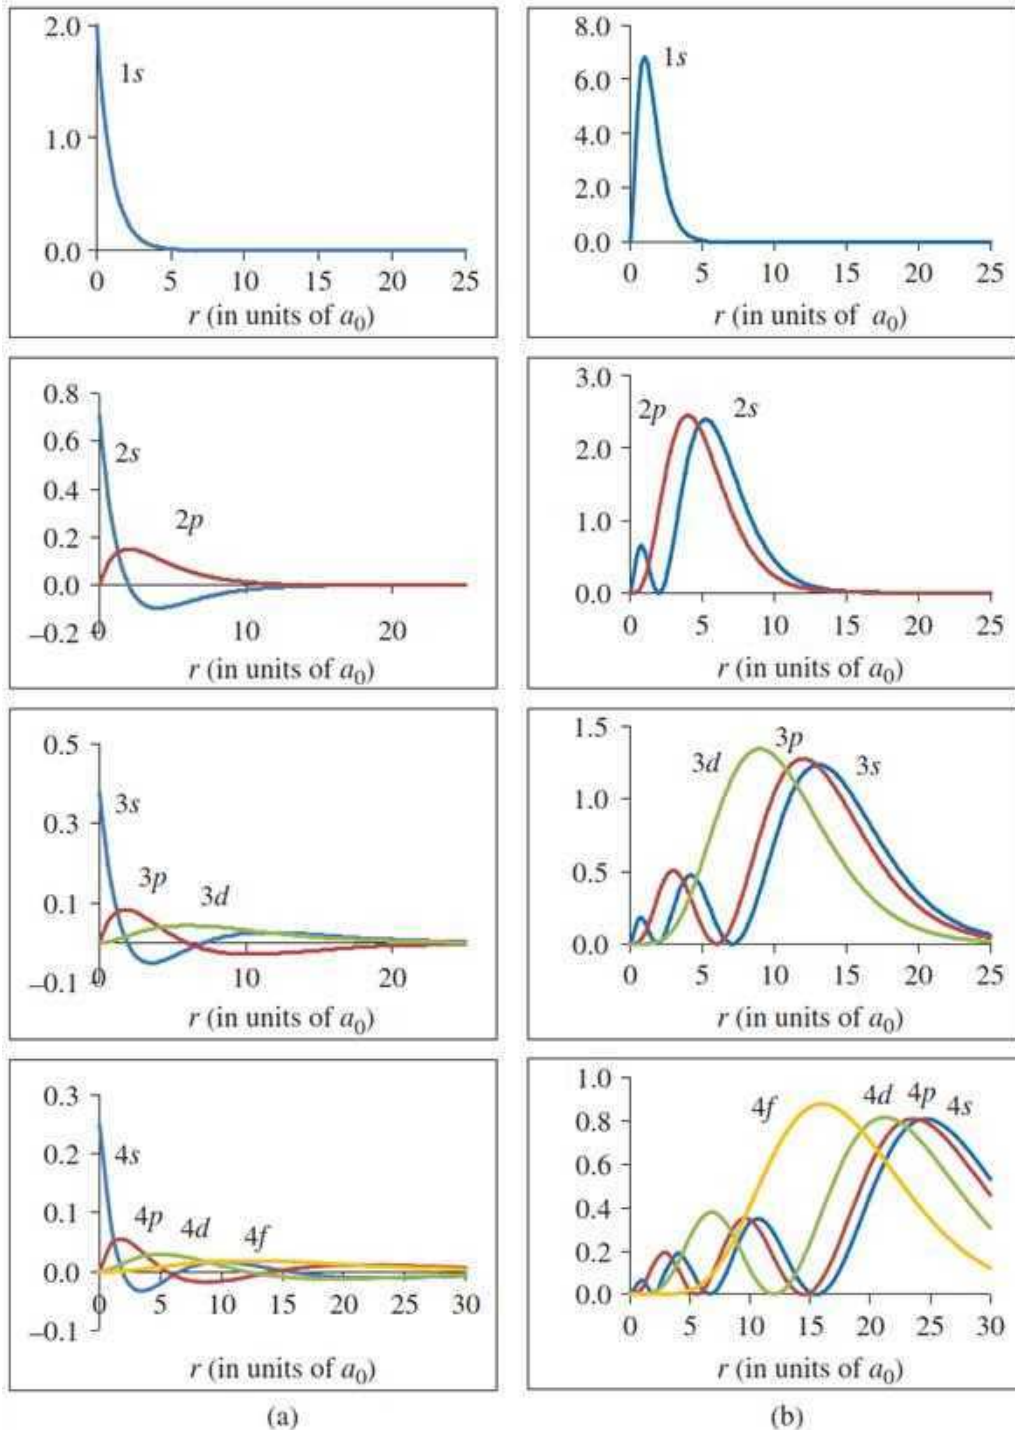 2.0
1s
1.0
0.0
0 5 10 15 20 25
r (in units of a0)
8.0
1s
6.0
4.0
2.0
0.0
0 5 10 15 20 25
r (in units of a0)
0.8
0.6
2s
0.4
2p
0.2
0.0
–0.2
0 10 20
r (in units of a0)
3.0
2p 2s
2.0
1.0
0.0
0 5 10 15 20 25
r (in units of a0)
0.5
3s
0.3
3p 3d
0.1
–0.1
0 10 20
r (in units of a0)
1.5
3d 3p 3s
1.0
0.5
0.0
0 5 10 15 20 25
r (in units of a0)
0.3
0.2
4s
0.1
4p 4d 4f
0.0
0 5 10 15 20 25 30
–0.1
r (in units of a0)
1.0
4f 4d 4p 4s
0.8
0.6
0.4
0.2
0.0
0 5 10 15 20 25 30
r (in units of a0)
(a) (b)